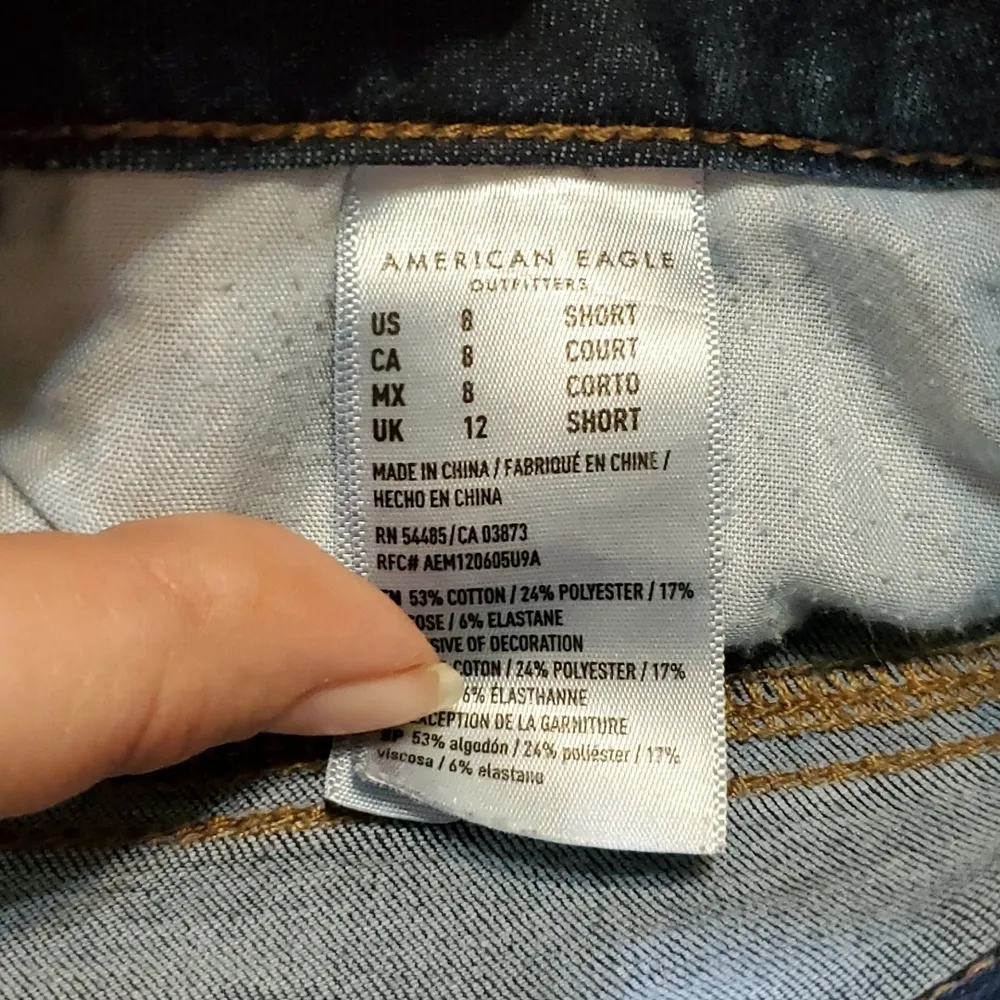 AMERICAN EAGLE
OUTFITTERS
US 8 SHORT
CA 8 COURT
MX 8 CORTO
UK 12 SHORT
MADE IN CHINA / FABRIQUÉ EN CHINE /
HECHO EN CHINA
RN 54485/CA 03873
RFC# AEM120605U9A
53% COTTON / 24% POLYESTER / 17%
/ 6% ELASTANE
OF DECORATION
COTON / 24% POLYESTER / 17%
6% ÉLASTHANNE
EXCEPTION DE LA GARNITURE
SP 53% algodón / 24% poliéster / 17%
viscosa / 6% elastano